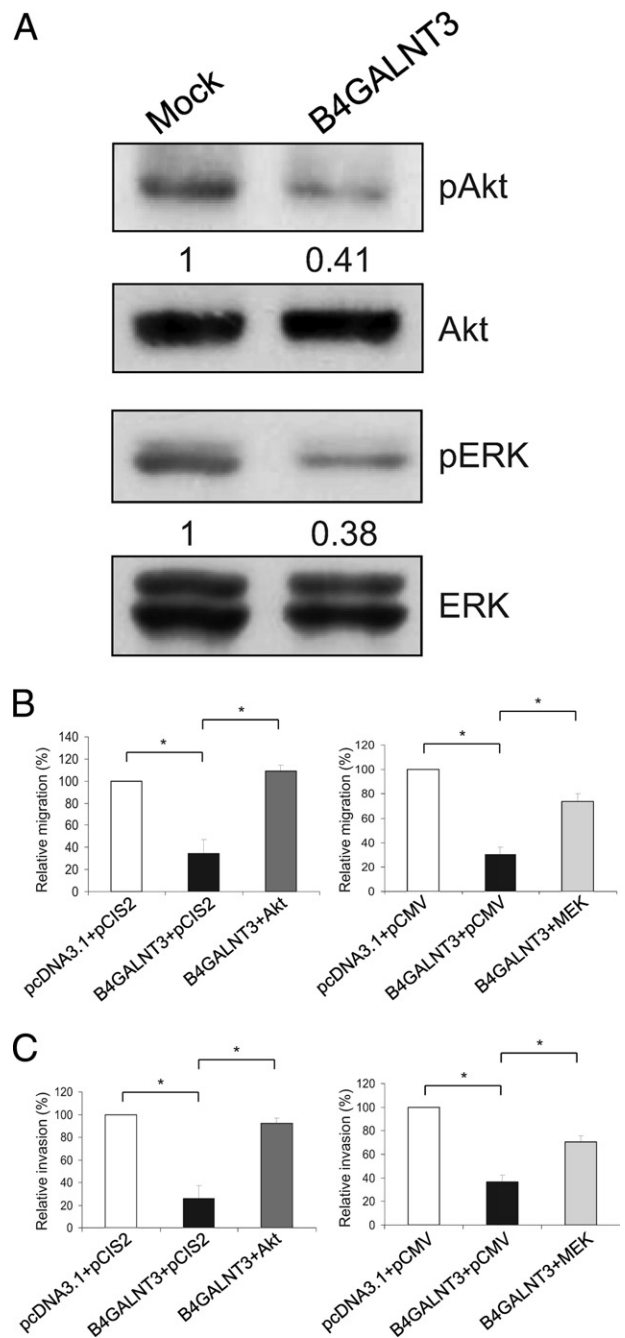 A
Mock B4GALNT3
pAkt
1 0.41
Akt
pERK
1 0.38
ERK
B
Relative migration (%)
140
120
100
80
60
40
20
0
*
*
pcDNA3.1+pCIS2
B4GALNT3+pCIS2
B4GALNT3+Akt
Relative migration (%)
120
100
80
60
40
20
0
*
*
pcDNA3.1+pCMV
B4GALNT3+pCMV
B4GALNT3+MEK
C
Relative invasion (%)
120
100
80
60
40
20
0
*
*
pcDNA3.1+pCIS2
B4GALNT3+pCIS2
B4GALNT3+Akt
Relative invasion (%)
120
100
80
60
40
20
0
*
*
pcDNA3.1+pCMV
B4GALNT3+pCMV
B4GALNT3+MEK